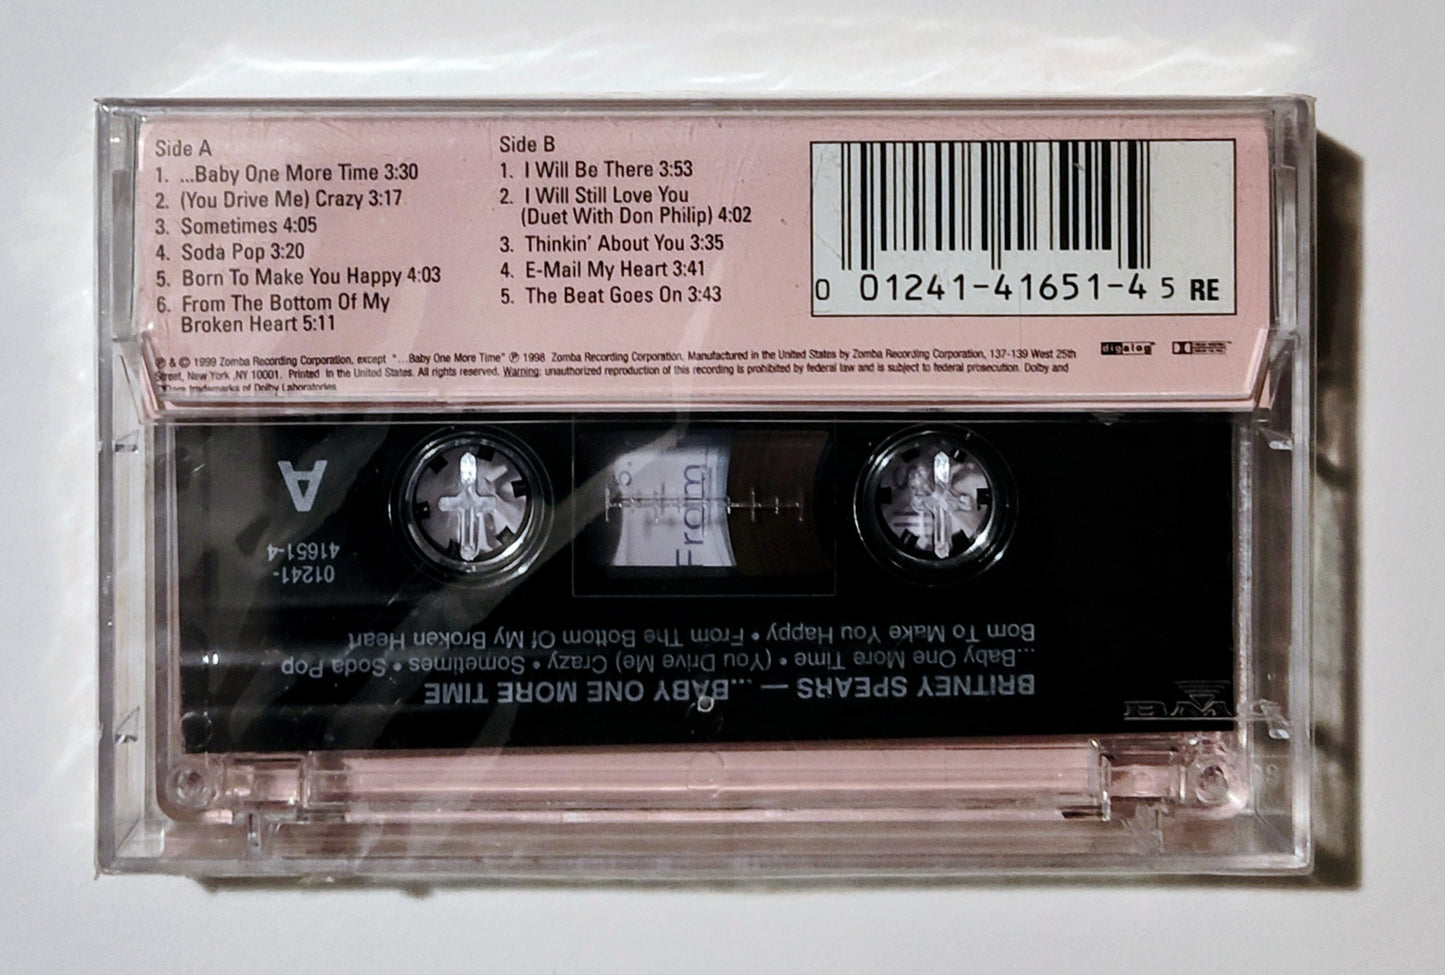 Side A
1. ...Baby One More Time 3:30
2. (You Drive Me) Crazy 3:17
3. Sometimes 4:05
4. Soda Pop 3:20
5. Born To Make You Happy 4:03
6. From The Bottom Of My
Broken Heart 5:11
Side B
1. I Will Be There 3:53
2. I Will Still Love You
(Duet With Don Philip) 4:02
3. Thinkin' About You 3:35
4. E-Mail My Heart 3:41
5. The Beat Goes On 3:43
0 01241-41651-4 5 RE
℗ & © 1999 Zomba Recording Corporation, except "...Baby One More Time" ℗ 1998 Zomba Recording Corporation. Manufactured in the United States by Zomba Recording Corporation, 137-139 West 25th
Street, New York, NY 10001. Printed in the United States. All rights reserved. Warning: unauthorized reproduction of this recording is prohibited by federal law and is subject to federal prosecution. Dolby and
are trademarks of Dolby Laboratories
digalog
A
01241-
41651-4
From
BRITNEY SPEARS — ...BABY ONE MORE TIME
...Baby One More Time • (You Drive Me) Crazy • Sometimes • Soda Pop
Born To Make You Happy • From The Bottom Of My Broken Heart
BMG